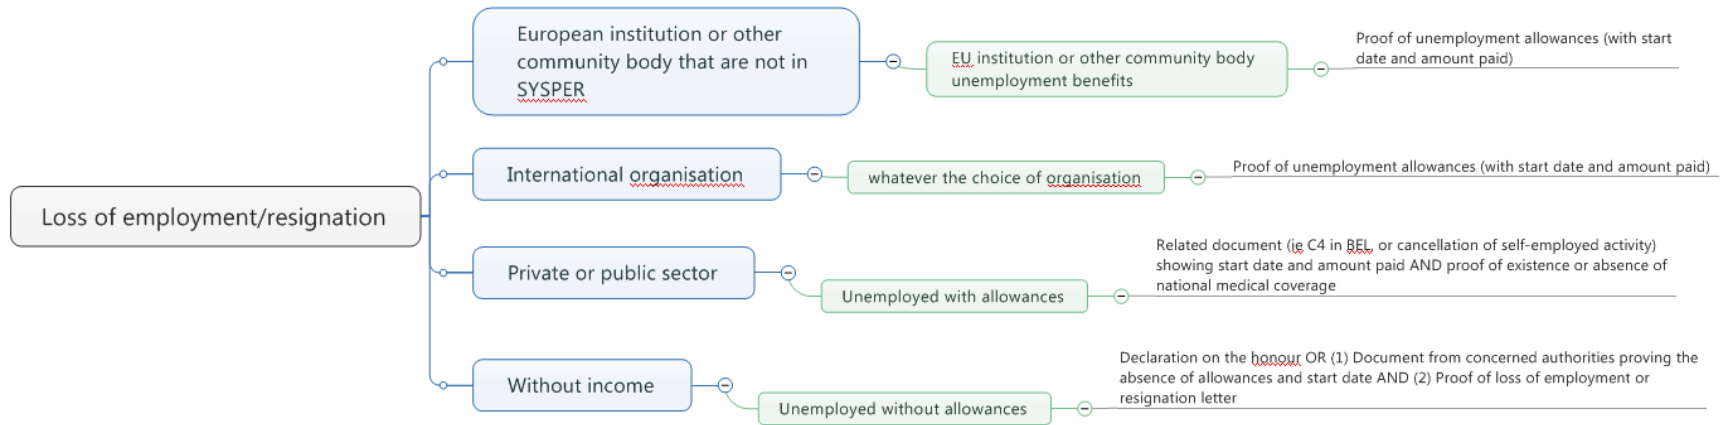 Loss of employment/resignation
European institution or other
community body that are not in
SYSPER
EU institution or other community body
unemployment benefits
Proof of unemployment allowances (with start
date and amount paid)
International organisation
whatever the choice of organisation
Proof of unemployment allowances (with start date and amount paid)
Private or public sector
Unemployed with allowances
Related document (ie C4 in BEL, or cancellation of self-employed activity)
showing start date and amount paid AND proof of existence or absence of
national medical coverage
Without income
Unemployed without allowances
Declaration on the honour OR (1) Document from concerned authorities proving the
absence of allowances and start date AND (2) Proof of loss of employment or
resignation letter